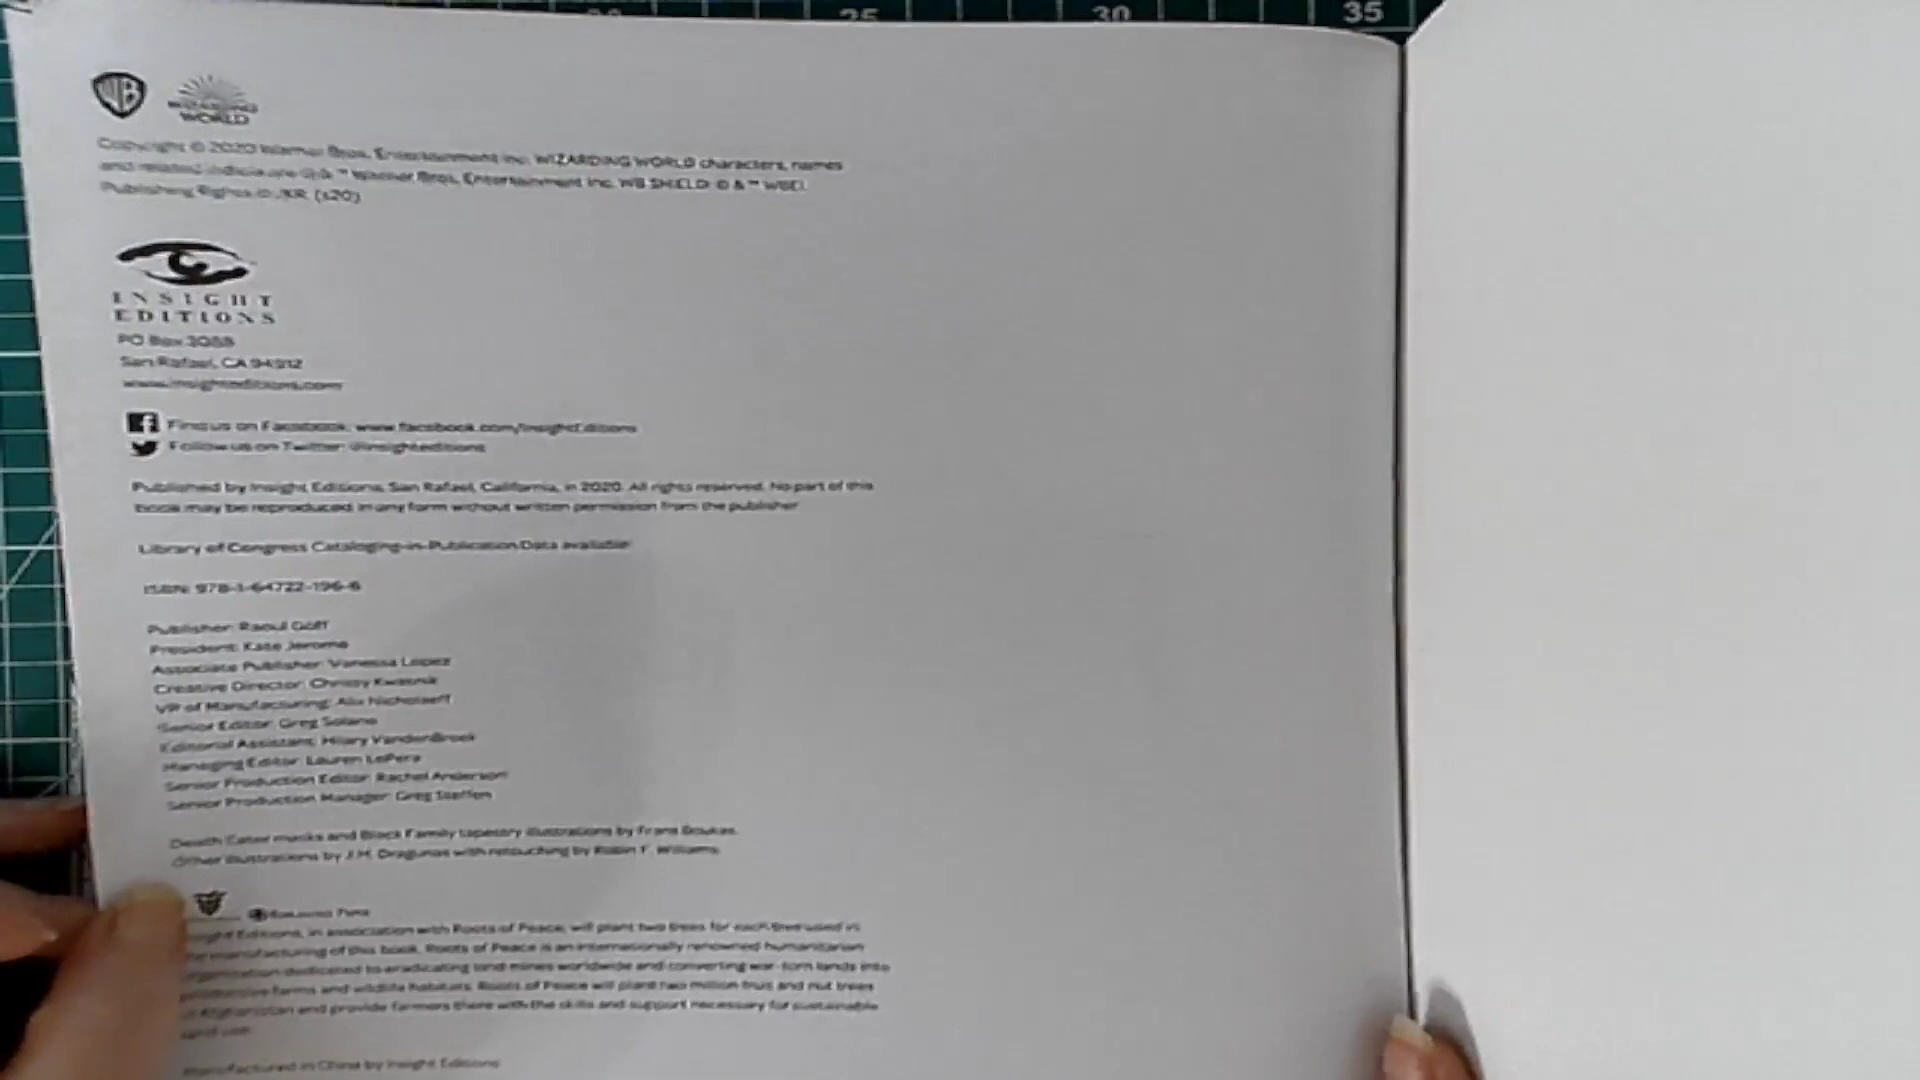 25 30 35
WB WIZARDING
WORLD
Copyright © 2020 Warner Bros. Entertainment Inc. WIZARDING WORLD characters, names
and related indicia are © & ™ Warner Bros. Entertainment Inc. WB SHIELD: © & ™ WBEI.
Publishing Rights © JKR. (s20)
INSIGHT
EDITIONS
PO Box 3088
San Rafael, CA 94912
www.insighteditions.com
Find us on Facebook: www.facebook.com/InsightEditions
Follow us on Twitter: @insighteditions
Published by Insight Editions, San Rafael, California, in 2020. All rights reserved. No part of this
book may be reproduced in any form without written permission from the publisher.
Library of Congress Cataloging-in-Publication Data available.
ISBN: 978-1-64722-196-6
Publisher: Raoul Goff
President: Kate Jerome
Associate Publisher: Vanessa Lopez
Creative Director: Chrissy Kwasnik
VP of Manufacturing: Alix Nicholaeff
Senior Editor: Greg Solano
Editorial Assistant: Hilary VandenBroek
Managing Editor: Lauren LePera
Senior Production Editor: Rachel Anderson
Senior Production Manager: Greg Steffen
Death Eater masks and Black Family tapestry illustrations by Frans Boukas.
Other illustrations by J.M. Dragunas with retouching by Robin F. Williams.
Editions, in association with Roots of Peace, will plant two trees for each tree used in
manufacturing of this book. Roots of Peace is an internationally renowned humanitarian
organization dedicated to eradicating land mines worldwide and converting war-torn lands into
productive farms and wildlife habitats. Roots of Peace will plant two million fruit and nut trees
Afghanistan and provide farmers there with the skills and support necessary for sustainable
land use.
Manufactured in China by Insight Editions